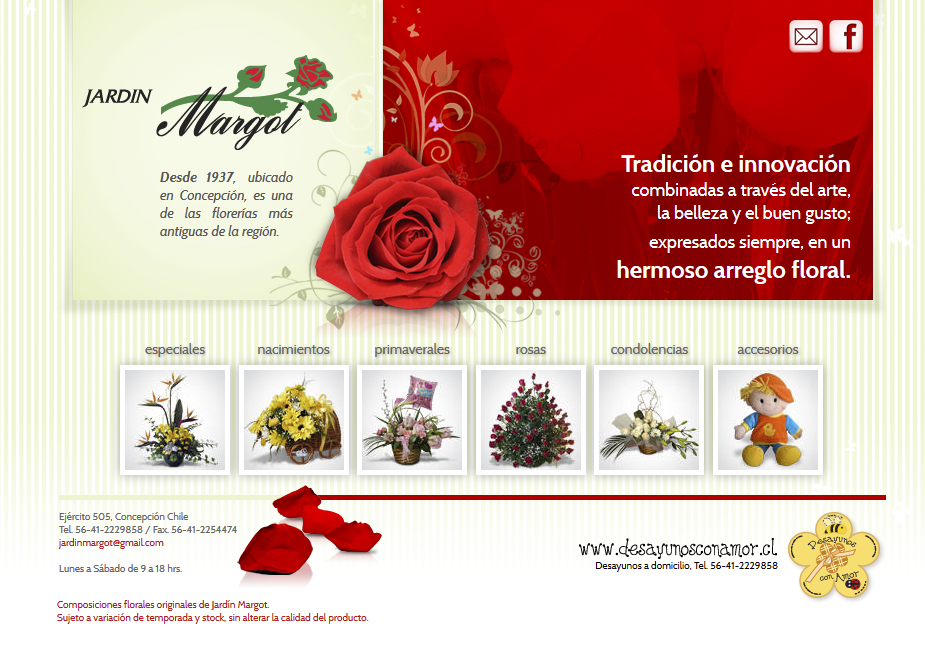 JARDIN
Margot
Desde 1937, ubicado
en Concepción, es una
de las florerías más
antiguas de la región.
f
Tradición e innovación
combinadas a través del arte,
la belleza y el buen gusto;
expresados siempre, en un
hermoso arreglo floral.
especiales
nacimientos
primaverales
rosas
condolencias
accesorios
Ejército 505, Concepción Chile
Tel. 56-41-2229858 / Fax. 56-41-2254474
jardinmargot@gmail.com
Lunes a Sábado de 9 a 18 hrs.
www.desayunosconamor.cl
Desayunos a domicilio, Tel. 56-41-2229858
Desayunos
con Amor
Composiciones florales originales de Jardín Margot.
Sujeto a variación de temporada y stock, sin alterar la calidad del producto.